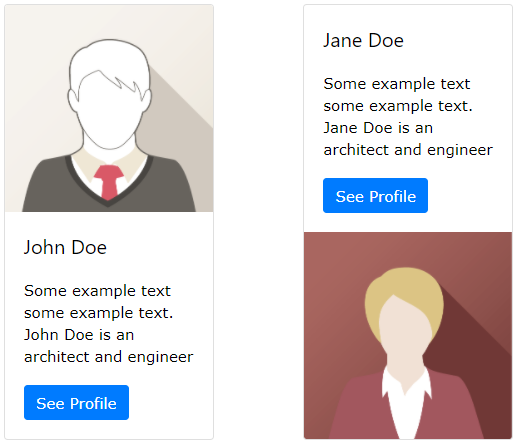 John Doe
Some example text
some example text.
John Doe is an
architect and engineer
See Profile
Jane Doe
Some example text
some example text.
Jane Doe is an
architect and engineer
See Profile